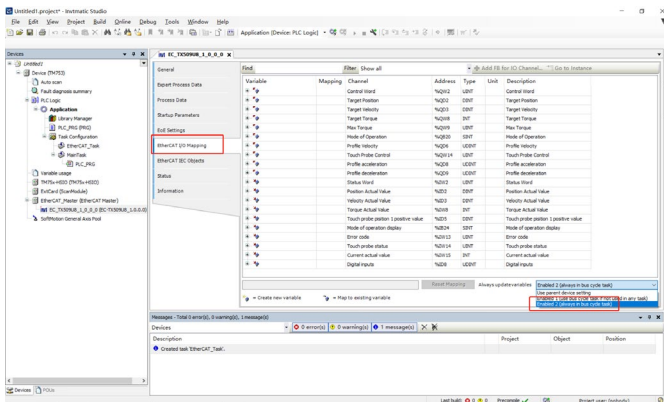 Untitled1.project* - Invtmatic Studio
File Edit View Project Build Online Debug Tools Window Help
Application [Device: PLC Logic]
Devices
Untitled1
Device (TM753)
Auto-scan
Fault diagnosis summary
PLC Logic
Application
Library Manager
PLC_PRG (PRG)
Task Configuration
EtherCAT_Task
MainTask
PLC_PRG
Variable usage
TM75x-HSIO (TM75x-HSIO)
ExtCard (ScanModule)
EtherCAT_Master (EtherCAT Master)
EC_TX509UB_1_0_0_0 (EC-TX509UB_1.0.0.0)
SoftMotion General Axis Pool
Devices POUs
EC_TX509UB_1_0_0_0 X
General
Expert Process Data
Process Data
Startup Parameters
EoE Settings
EtherCAT I/O Mapping
EtherCAT IEC Objects
Status
Information
Find Filter Show all Add FB for IO Channel... Go to Instance
Variable Mapping Channel Address Type Unit Description
Control Word %QW2 UINT Control Word
Target Position %QD2 DINT Target Position
Target Velocity %QD3 DINT Target Velocity
Target Torque %QW8 INT Target Torque
Max Torque %QW9 UINT Max Torque
Mode of Operation %QB20 SINT Mode of Operation
Profile Velocity %QD6 UDINT Profile Velocity
Touch Probe Control %QW14 UINT Touch Probe Control
Profile acceleration %QD8 UDINT Profile acceleration
Profile deceleration %QD9 UDINT Profile deceleration
Status Word %IW2 UINT Status Word
Position Actual Value %ID2 DINT Position Actual Value
Velocity Actual Value %ID3 DINT Velocity Actual Value
Torque Actual Value %IW8 INT Torque Actual Value
Touch probe position 1 positive value %ID5 DINT Touch probe position 1 positive value
Mode of operation display %IB24 SINT Mode of operation display
Error code %IW13 UINT Error code
Touch probe status %IW14 UINT Touch probe status
Current actual value %IW15 INT Current actual value
Digital inputs %ID8 UDINT Digital inputs
Reset Mapping Always update variables Enabled 2 (always in bus cycle task)
Use parent device setting
Enabled 2 (always in bus cycle task)
= Create new variable = Map to existing variable
Messages - Total 0 error(s), 0 warning(s), 1 message(s)
Devices 0 error(s) 0 warning(s) 1 message(s)
Description Project Object Position
Created task 'EtherCAT_Task'.
Last build: 0 0 Precompile Project user: (nobody)